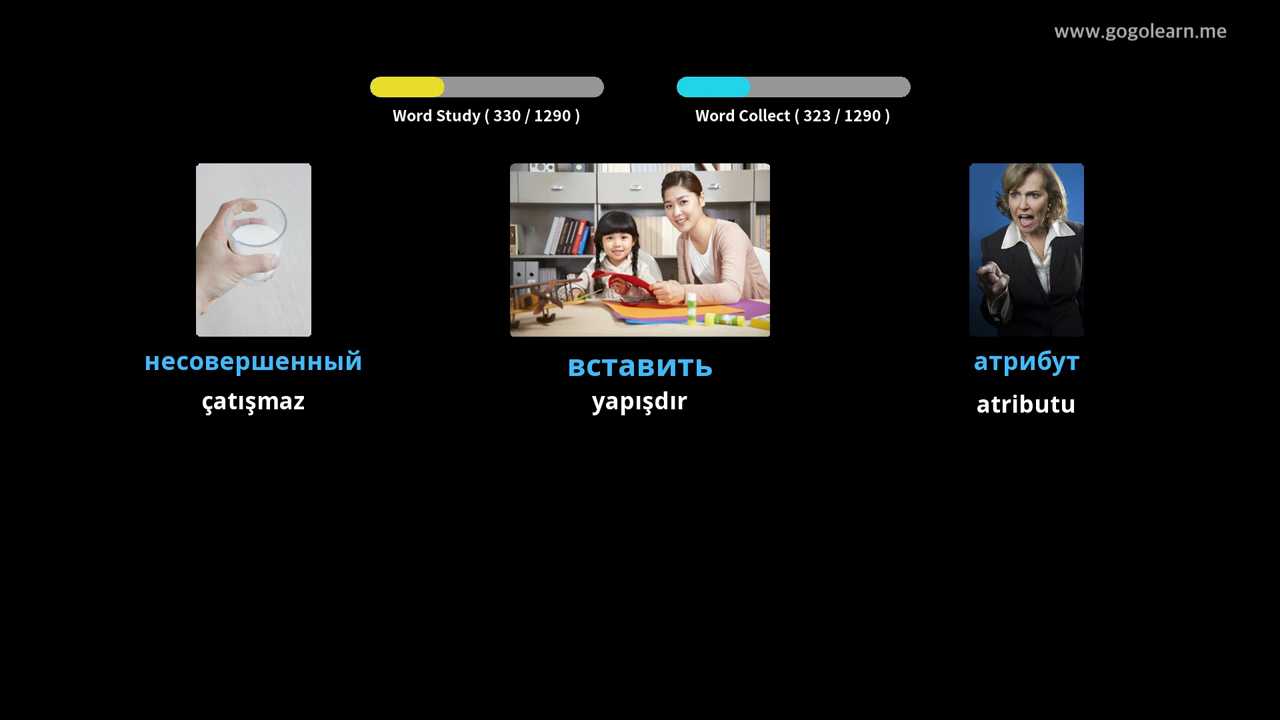 www.gogolearn.me
Word Study ( 330 / 1290 )
Word Collect ( 323 / 1290 )
несовершенный
çatışmaz
вставить
yapışdır
атрибут
atributu